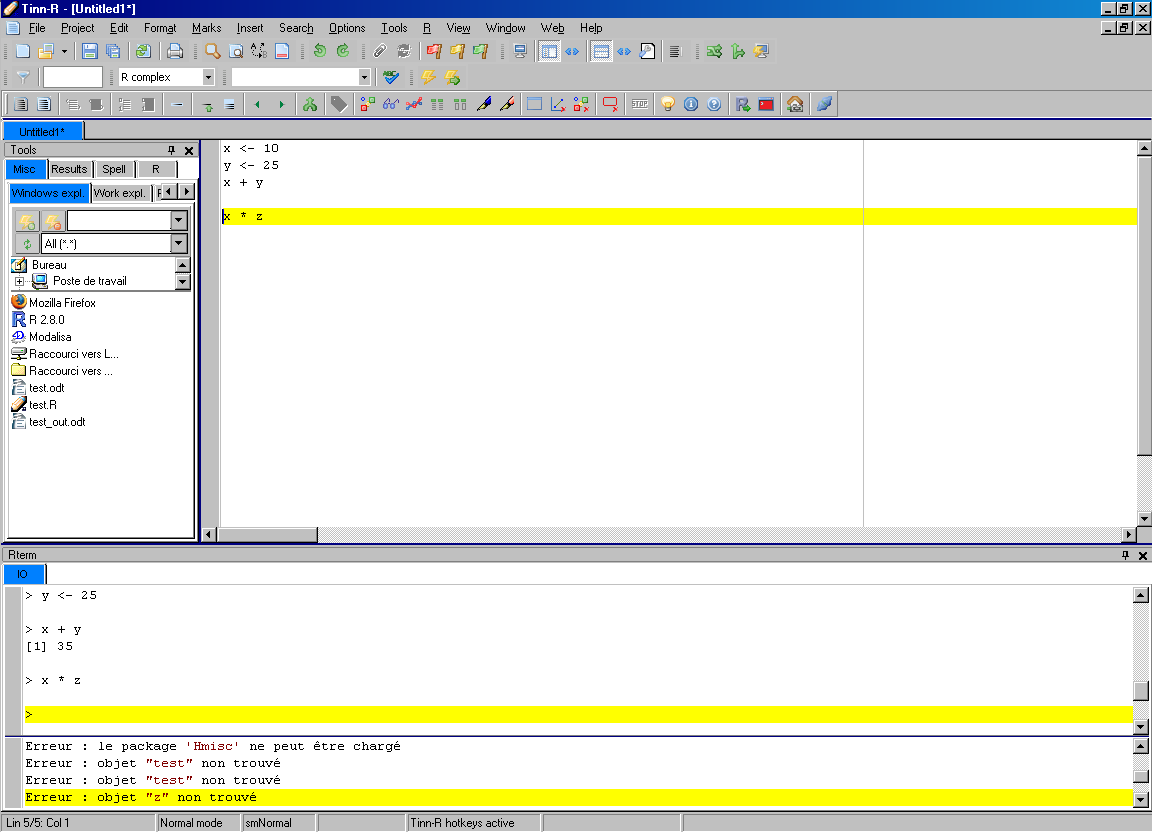 Tinn-R - [Untitled1*]
File Project Edit Format Marks Insert Search Options Tools R View Window Web Help
R complex
ABC
STOP
Untitled1*
Tools
Misc Results Spell R
Windows expl. Work expl.
All (*.*)
Bureau
Poste de travail
Mozilla Firefox
R 2.8.0
Modalisa
Raccourci vers L...
Raccourci vers ...
test.odt
test.R
test_out.odt
x <- 10
y <- 25
x + y
x * z
Rterm
IO
> y <- 25
> x + y
[1] 35
> x * z
>
Erreur : le package 'Hmisc' ne peut être chargé
Erreur : objet "test" non trouvé
Erreur : objet "test" non trouvé
Erreur : objet "z" non trouvé
Lin 5/5: Col 1 Normal mode smNormal Tinn-R hotkeys active